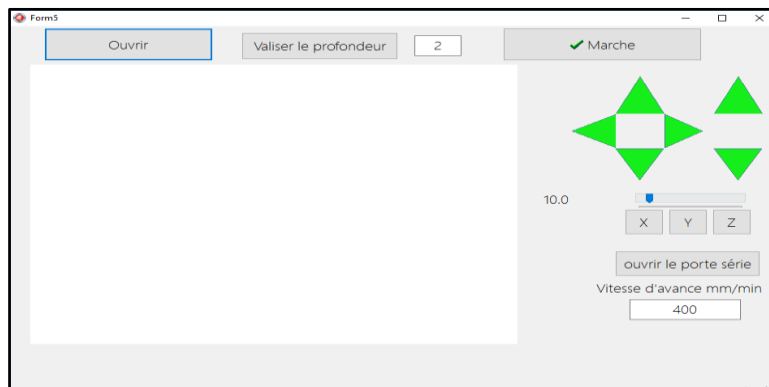 Form5
Ouvrir
Valiser le profondeur
2
Marche
10.0
X
Y
Z
ouvrir le porte série
Vitesse d'avance mm/min
400